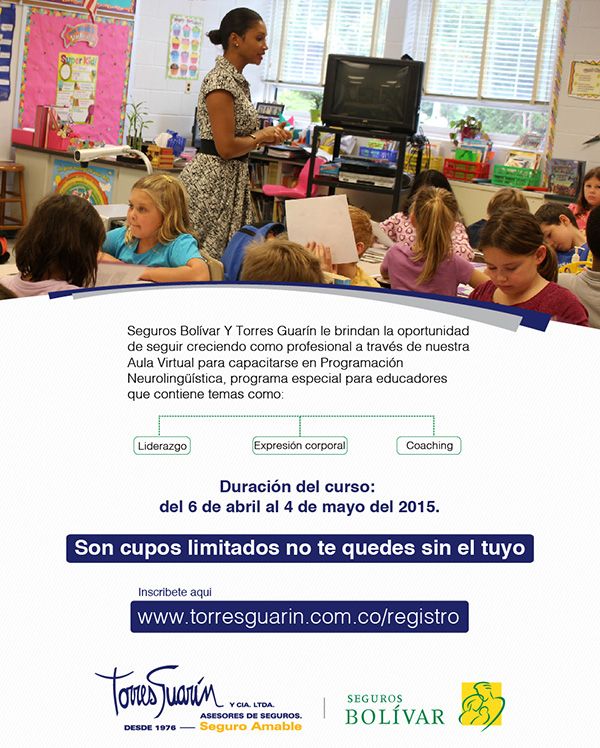 Super Kid!
Seguros Bolívar Y Torres Guarín le brindan la oportunidad
de seguir creciendo como profesional a través de nuestra
Aula Virtual para capacitarse en Programación
Neurolingüística, programa especial para educadores
que contiene temas como:
Liderazgo
Expresión corporal
Coaching
Duración del curso:
del 6 de abril al 4 de mayo del 2015.
Son cupos limitados no te quedes sin el tuyo
Inscribete aqui
www.torresguarin.com.co/registro
Torres Guarín
Y CIA. LTDA.
ASESORES DE SEGUROS.
DESDE 1976 — Seguro Amable
SEGUROS
BOLÍVAR